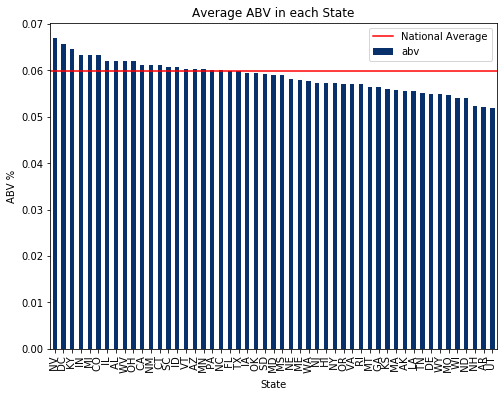 Average ABV in each State
National Average
abv
ABV %
0.07
0.06
0.05
0.04
0.03
0.02
0.01
0.00
NV DC KY IN MI CO IL AL WV OH CA NM CT SC ID VT AZ MN PA NC FL TX IA OK SD MD MS NE ME WA NJ HI NY OR VA RI MT GA KS MA AK LA TN DE WY MO WI ND NH AR UT
State